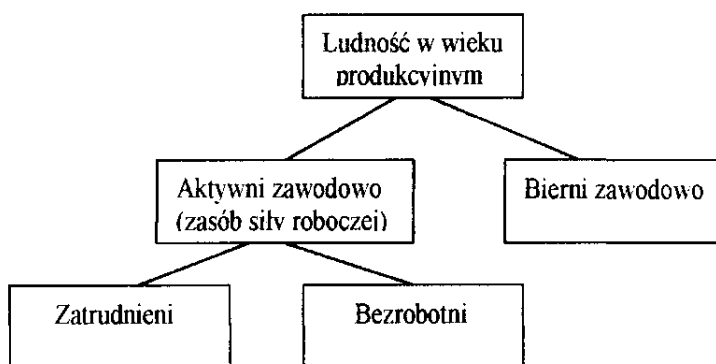 Ludność w wieku
produkcyjnym
Aktywni zawodowo
(zasób siły roboczej)
Bierni zawodowo
Zatrudnieni
Bezrobotni